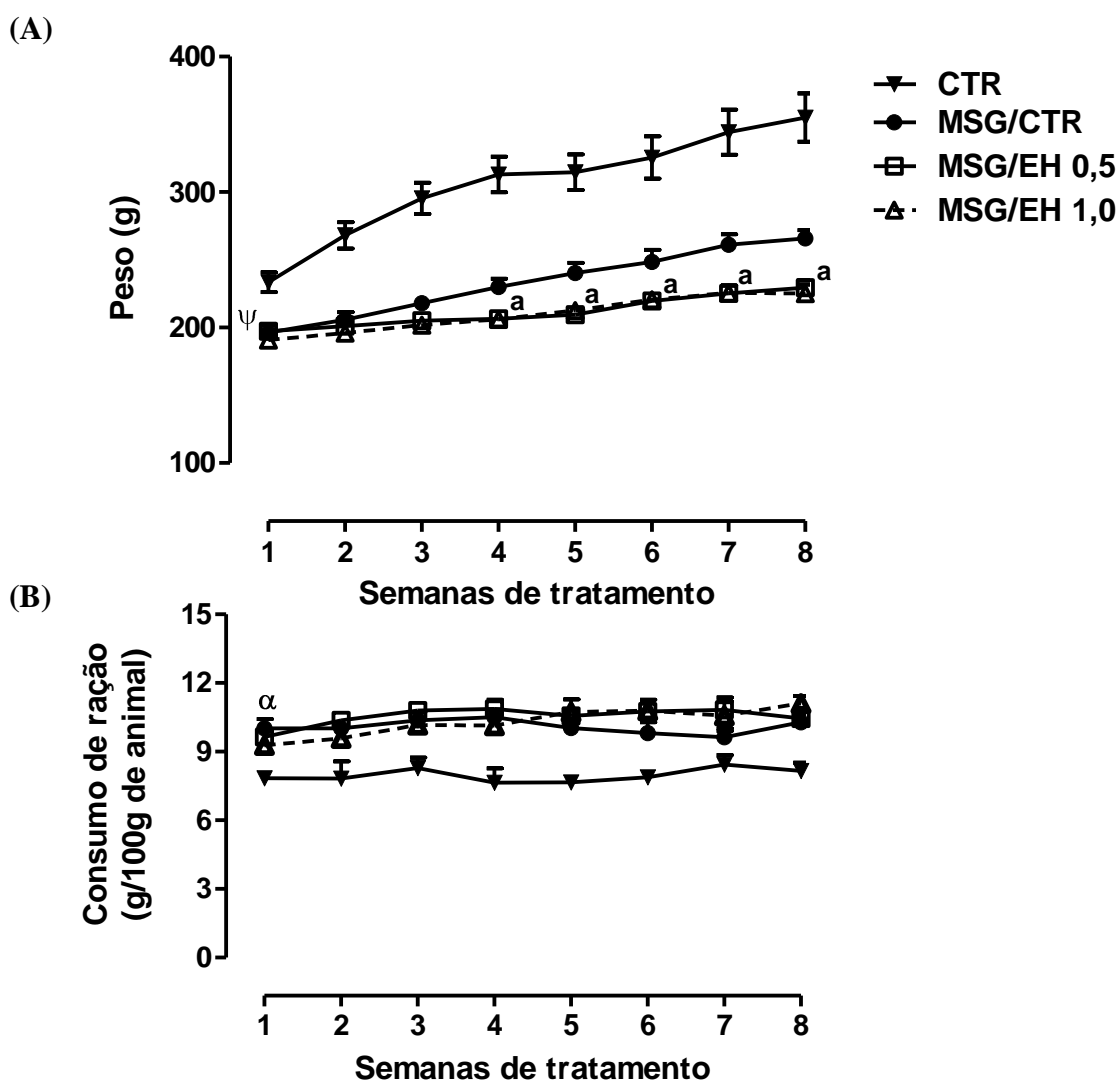 (A)
400
300
200
100
Peso (g)
ψ
a
a
a
a
a
CTR
MSG/CTR
MSG/EH 0,5
MSG/EH 1,0
1 2 3 4 5 6 7 8
Semanas de tratamento
(B)
15
12
9
6
3
0
Consumo de ração
(g/100g de animal)
α
1 2 3 4 5 6 7 8
Semanas de tratamento